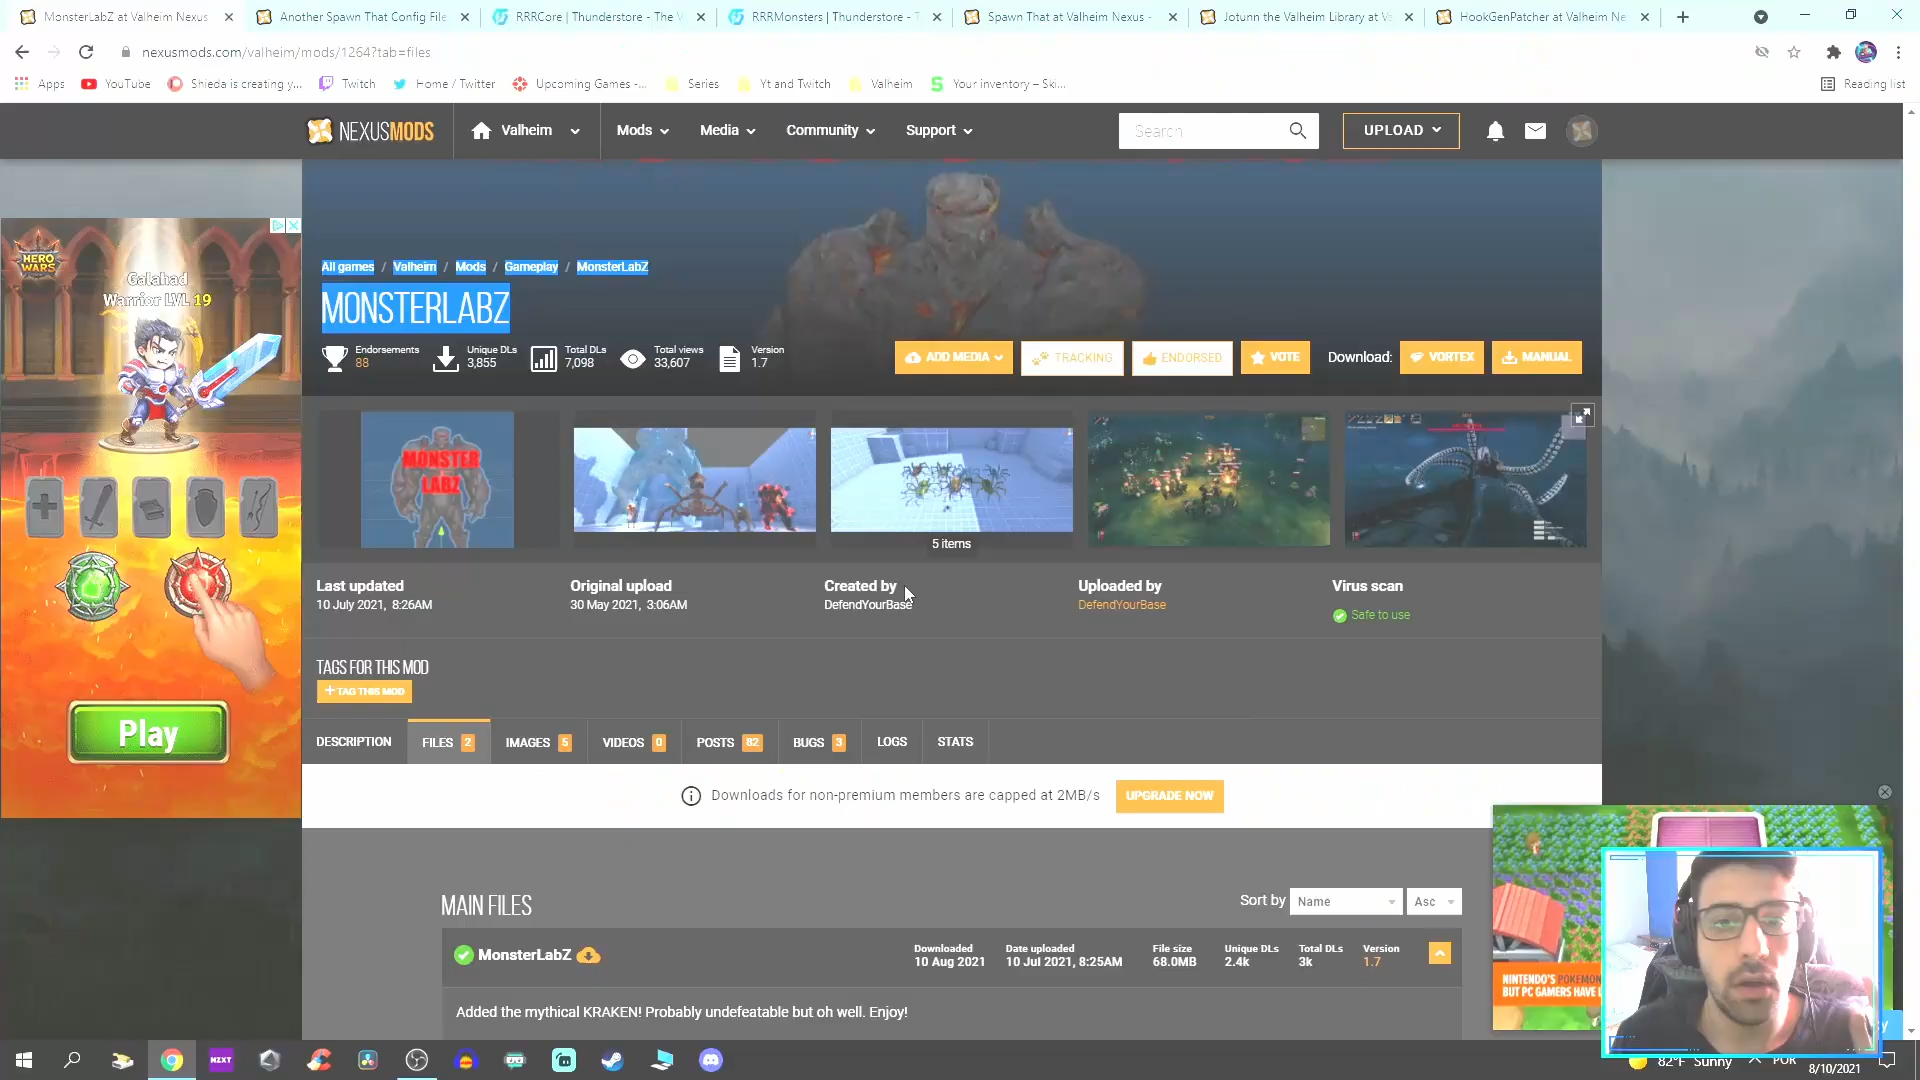 MonsterLabZ at Valheim Nexus
Another Spawn That Config File
RRRCore | Thunderstore - The V
RRRMonsters | Thunderstore - T
Spawn That at Valheim Nexus -
Jotunn the Valheim Library at Va
HookGenPatcher at Valheim Ne
nexusmods.com/valheim/mods/1264?tab=files
Apps
YouTube
Shieda is creating y...
Twitch
Home / Twitter
Upcoming Games -...
Series
Yt and Twitch
Valheim
Your inventory – Ski...
Reading list
NEXUSMODS
Valheim
Mods
Media
Community
Support
Search
UPLOAD
All games / Valheim / Mods / Gameplay / MonsterLabZ
MONSTERLABZ
Endorsements
88
Unique DLs
3,855
Total DLs
7,098
Total views
33,607
Version
1.7
ADD MEDIA
TRACKING
ENDORSED
VOTE
Download:
VORTEX
MANUAL
HERO
WARS
Galahad
Warrior LVL 19
Play
MONSTER
LABZ
5 items
Last updated
10 July 2021, 8:26AM
Original upload
30 May 2021, 3:06AM
Created by
DefendYourBase
Uploaded by
DefendYourBase
Virus scan
Safe to use
TAGS FOR THIS MOD
+ TAG THIS MOD
DESCRIPTION
FILES 2
IMAGES 5
VIDEOS 0
POSTS 82
BUGS 3
LOGS
STATS
Downloads for non-premium members are capped at 2MB/s
UPGRADE NOW
MAIN FILES
Sort by Name Asc
MonsterLabZ
Downloaded
10 Aug 2021
Date uploaded
10 Jul 2021, 8:25AM
File size
68.0MB
Unique DLs
2.4k
Total DLs
3k
Version
1.7
Added the mythical KRAKEN! Probably undefeatable but oh well. Enjoy!
NINTENDO'S POKEMON
BUT PC GAMERS HAVE
NZXT
82°F Sunny
POR
8/10/2021